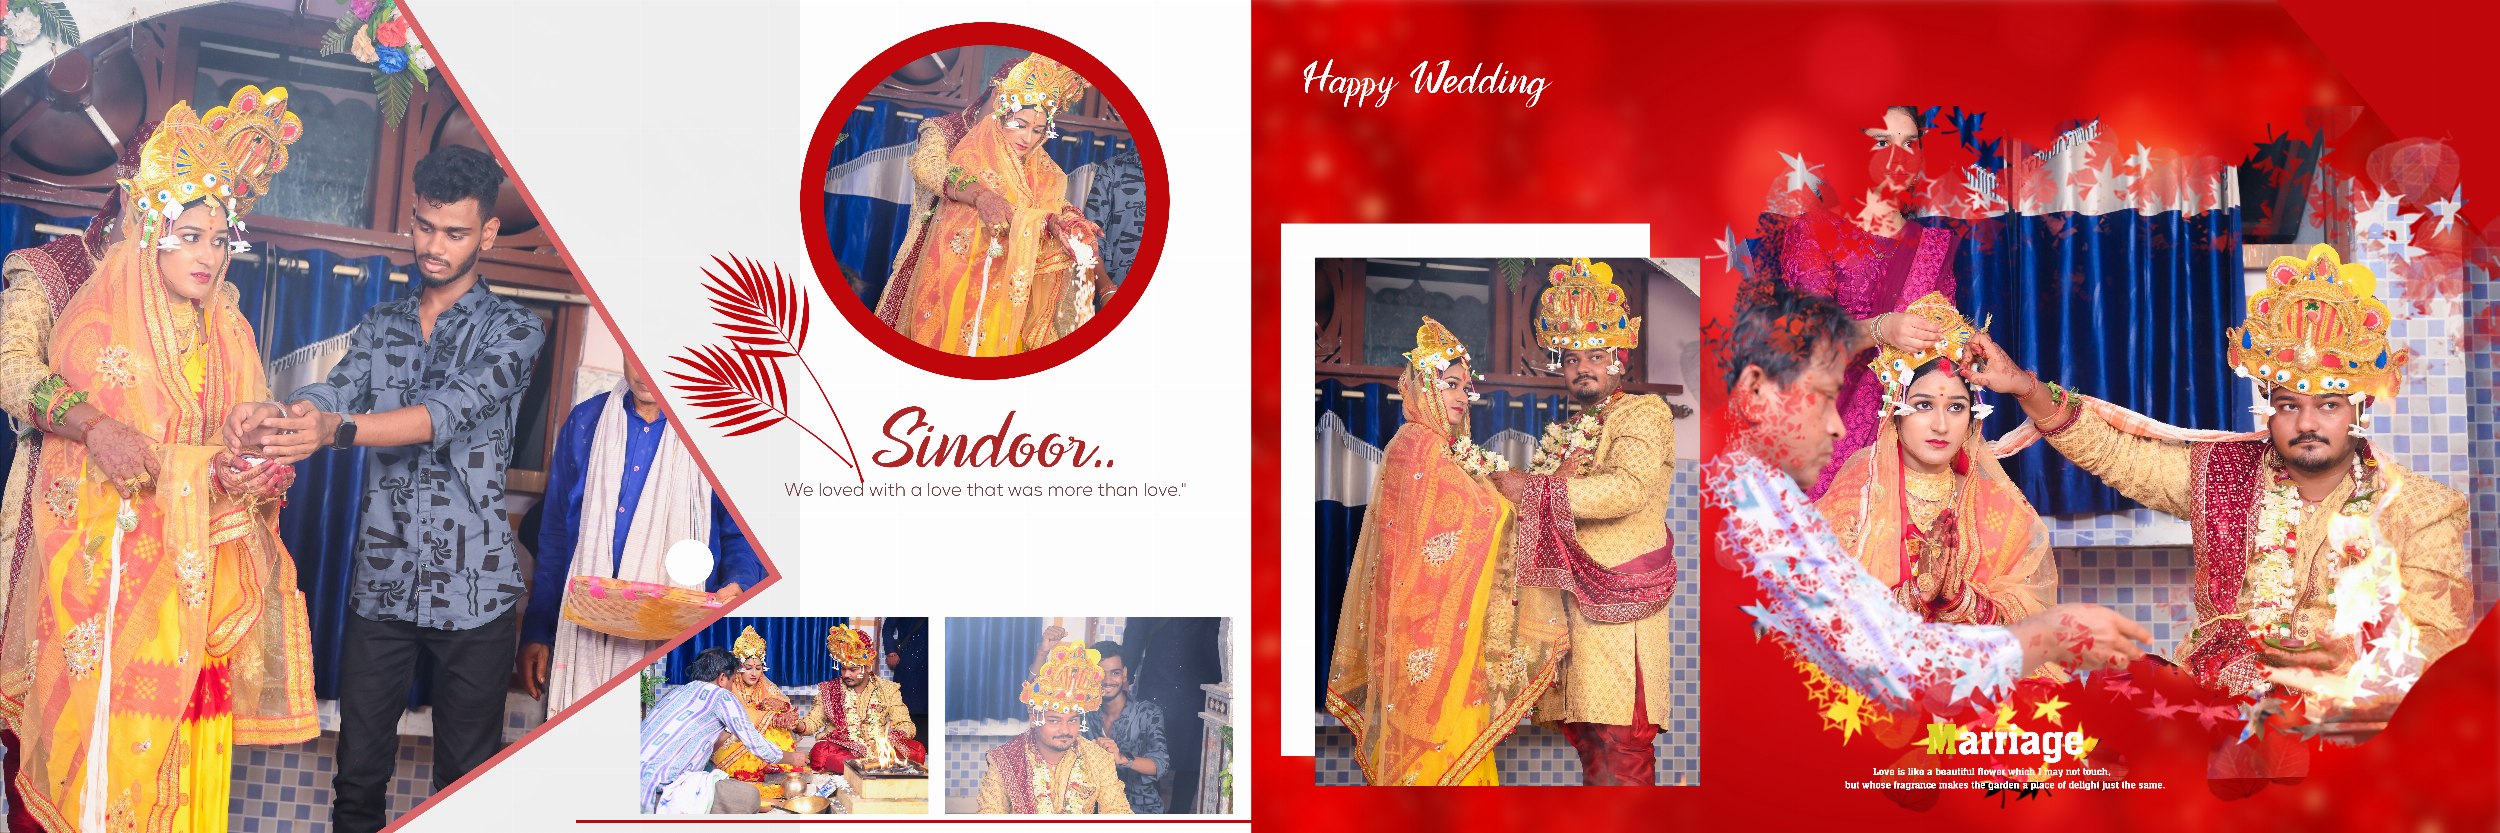 Sindoor..
We loved with a love that was more than love."
Happy Wedding
Marriage
Love is like a beautiful flower which I may not touch,
but whose fragrance makes the garden a place of delight just the same.